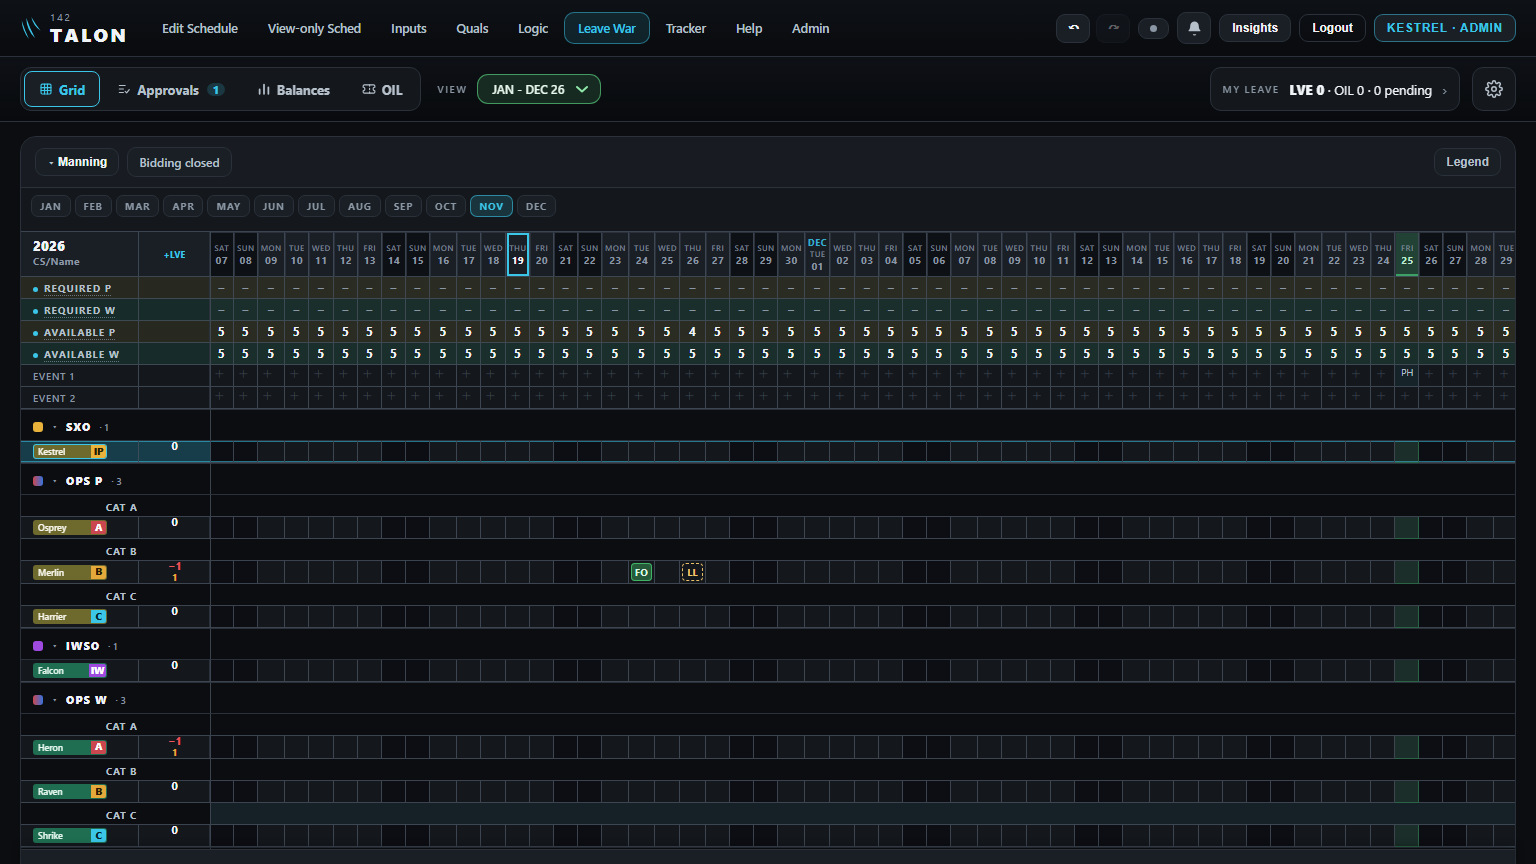 142
TALON
Edit Schedule View-only Sched Inputs Quals Logic Leave War Tracker Help Admin
Insights Logout KESTREL · ADMIN
Grid Approvals 1 Balances OIL VIEW JAN - DEC 26
MY LEAVE LVE 0 · OIL 0 · 0 pending ›
Manning Bidding closed Legend
JAN FEB MAR APR MAY JUN JUL AUG SEP OCT NOV DEC
2026
CS/Name
+LVE
SAT 07 SUN 08 MON 09 TUE 10 WED 11 THU 12 FRI 13 SAT 14 SUN 15 MON 16 TUE 17 WED 18 THU 19 FRI 20 SAT 21 SUN 22 MON 23 TUE 24 WED 25 THU 26 FRI 27 SAT 28 SUN 29 MON 30 DEC TUE 01 WED 02 THU 03 FRI 04 SAT 05 SUN 06 MON 07 TUE 08 WED 09 THU 10 FRI 11 SAT 12 SUN 13 MON 14 TUE 15 WED 16 THU 17 FRI 18 SAT 19 SUN 20 MON 21 TUE 22 WED 23 THU 24 FRI 25 SAT 26 SUN 27 MON 28 TUE 29
REQUIRED P – – – – – – – – – – – – – – – – – – – – – – – – – – – – – – – – – – – – – – – – – – – – – – – – – – – – –
REQUIRED W – – – – – – – – – – – – – – – – – – – – – – – – – – – – – – – – – – – – – – – – – – – – – – – – – – – – –
AVAILABLE P 5 5 5 5 5 5 5 5 5 5 5 5 5 5 5 5 5 5 5 4 5 5 5 5 5 5 5 5 5 5 5 5 5 5 5 5 5 5 5 5 5 5 5 5 5 5 5 5 5 5 5 5 5
AVAILABLE W 5 5 5 5 5 5 5 5 5 5 5 5 5 5 5 5 5 5 5 5 5 5 5 5 5 5 5 5 5 5 5 5 5 5 5 5 5 5 5 5 5 5 5 5 5 5 5 5 5 5 5 5 5
EVENT 1 + + + + + + + + + + + + + + + + + + + + + + + + + + + + + + + + + + + + + + + + + + + + + + + + PH + + + +
EVENT 2 + + + + + + + + + + + + + + + + + + + + + + + + + + + + + + + + + + + + + + + + + + + + + + + + + + + + +
SXO · 1
Kestrel IP 0
OPS P · 3
CAT A
Osprey A 0
CAT B
Merlin B −1 1 FO LL
CAT C
Harrier C 0
IWSO · 1
Falcon IW 0
OPS W · 3
CAT A
Heron A −1 1
CAT B
Raven B 0
CAT C
Shrike C 0